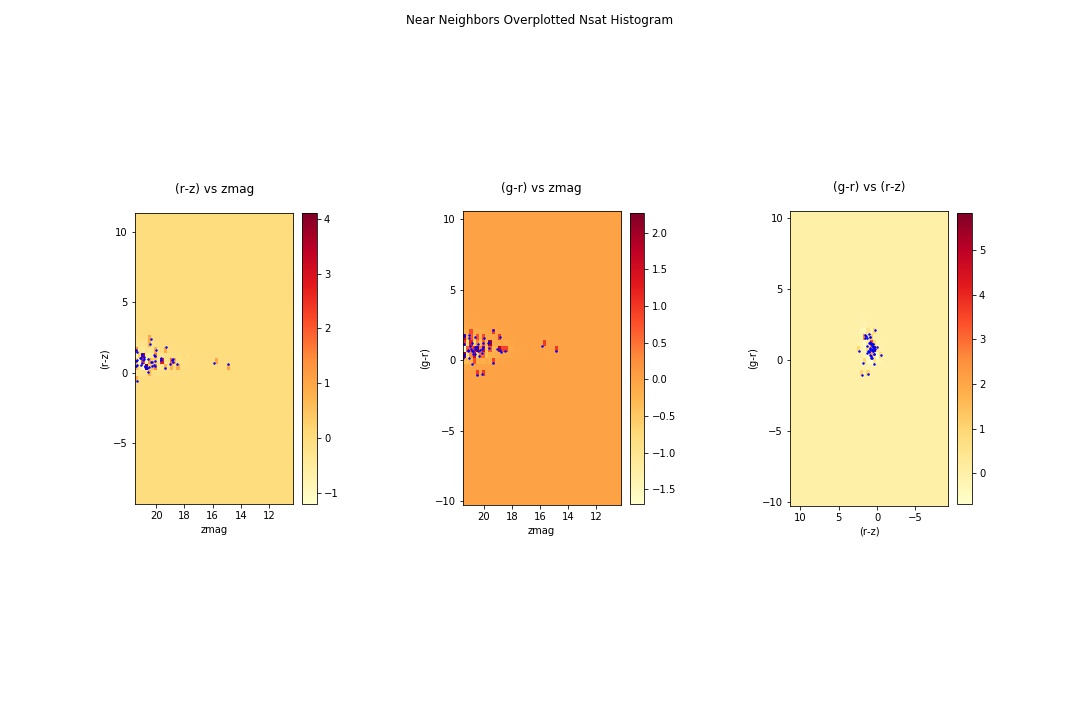 Near Neighbors Overplotted Nsat Histogram
(r-z) vs zmag
10
5
0
−5
(r-z)
20 18 16 14 12
zmag
4
3
2
1
0
−1
(g-r) vs zmag
10
5
0
−5
−10
(g-r)
20 18 16 14 12
zmag
2.0
1.5
1.0
0.5
0.0
−0.5
−1.0
−1.5
(g-r) vs (r-z)
10
5
0
−5
−10
(g-r)
10 5 0 −5
(r-z)
5
4
3
2
1
0